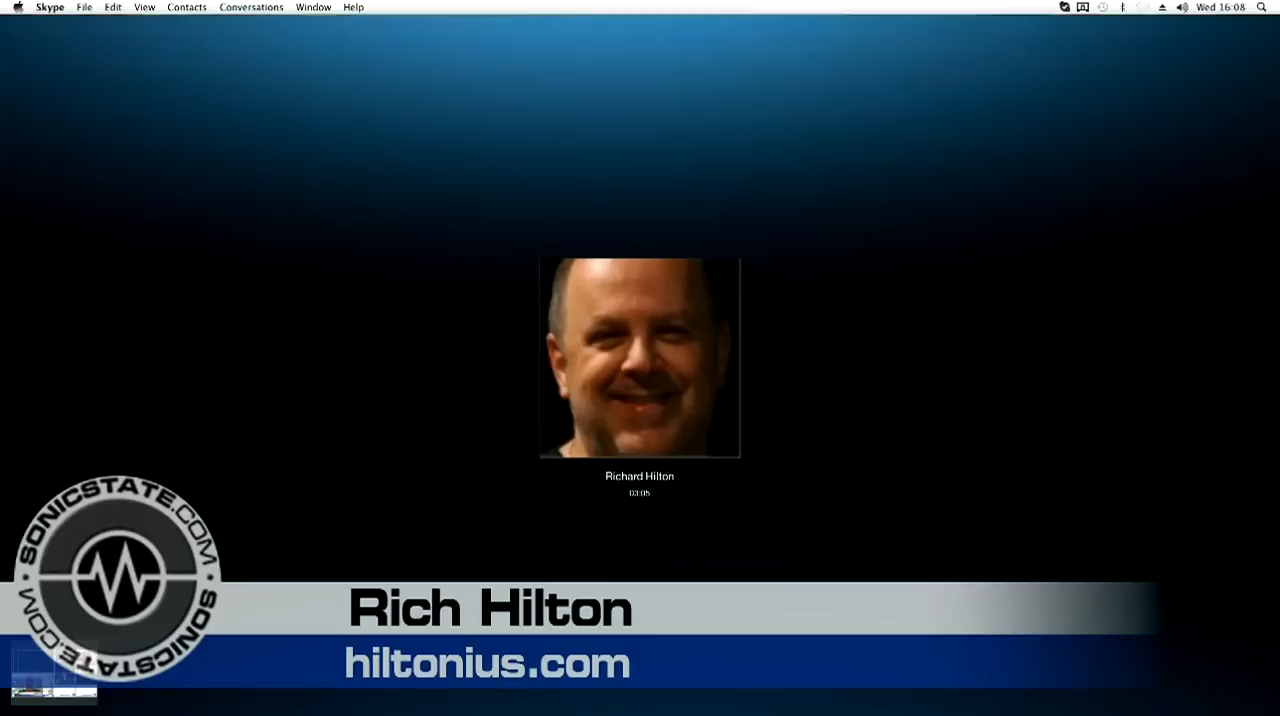 Skype File Edit View Contacts Conversations Window Help Wed 16:08
Richard Hilton
03:05
SONICSTATE.COM • SONICSTATE.COM •
Rich Hilton
hiltonius.com